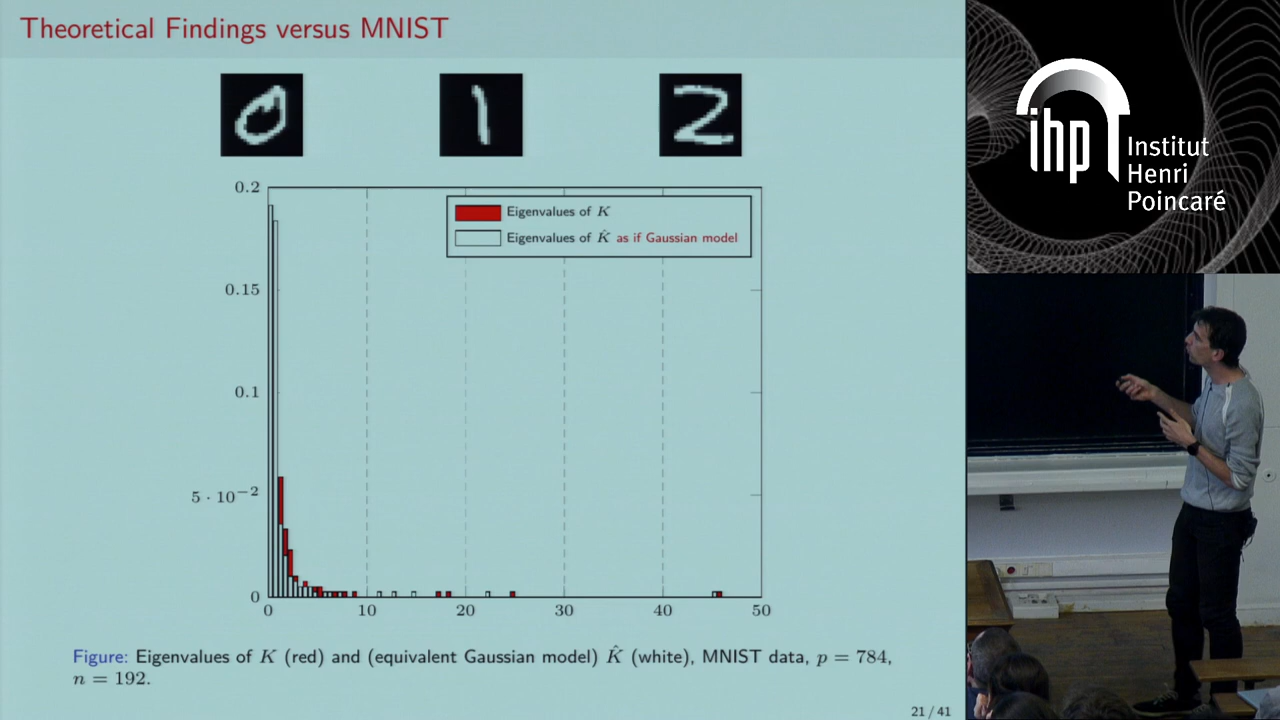 Theoretical Findings versus MNIST
0.2
0.15
0.1
5 · 10⁻²
0
0 10 20 30 40 50
Eigenvalues of K
Eigenvalues of K̂ as if Gaussian model
Figure: Eigenvalues of K (red) and (equivalent Gaussian model) K̂ (white), MNIST data, p = 784,
n = 192.
21 / 41
ihp
Institut
Henri
Poincaré